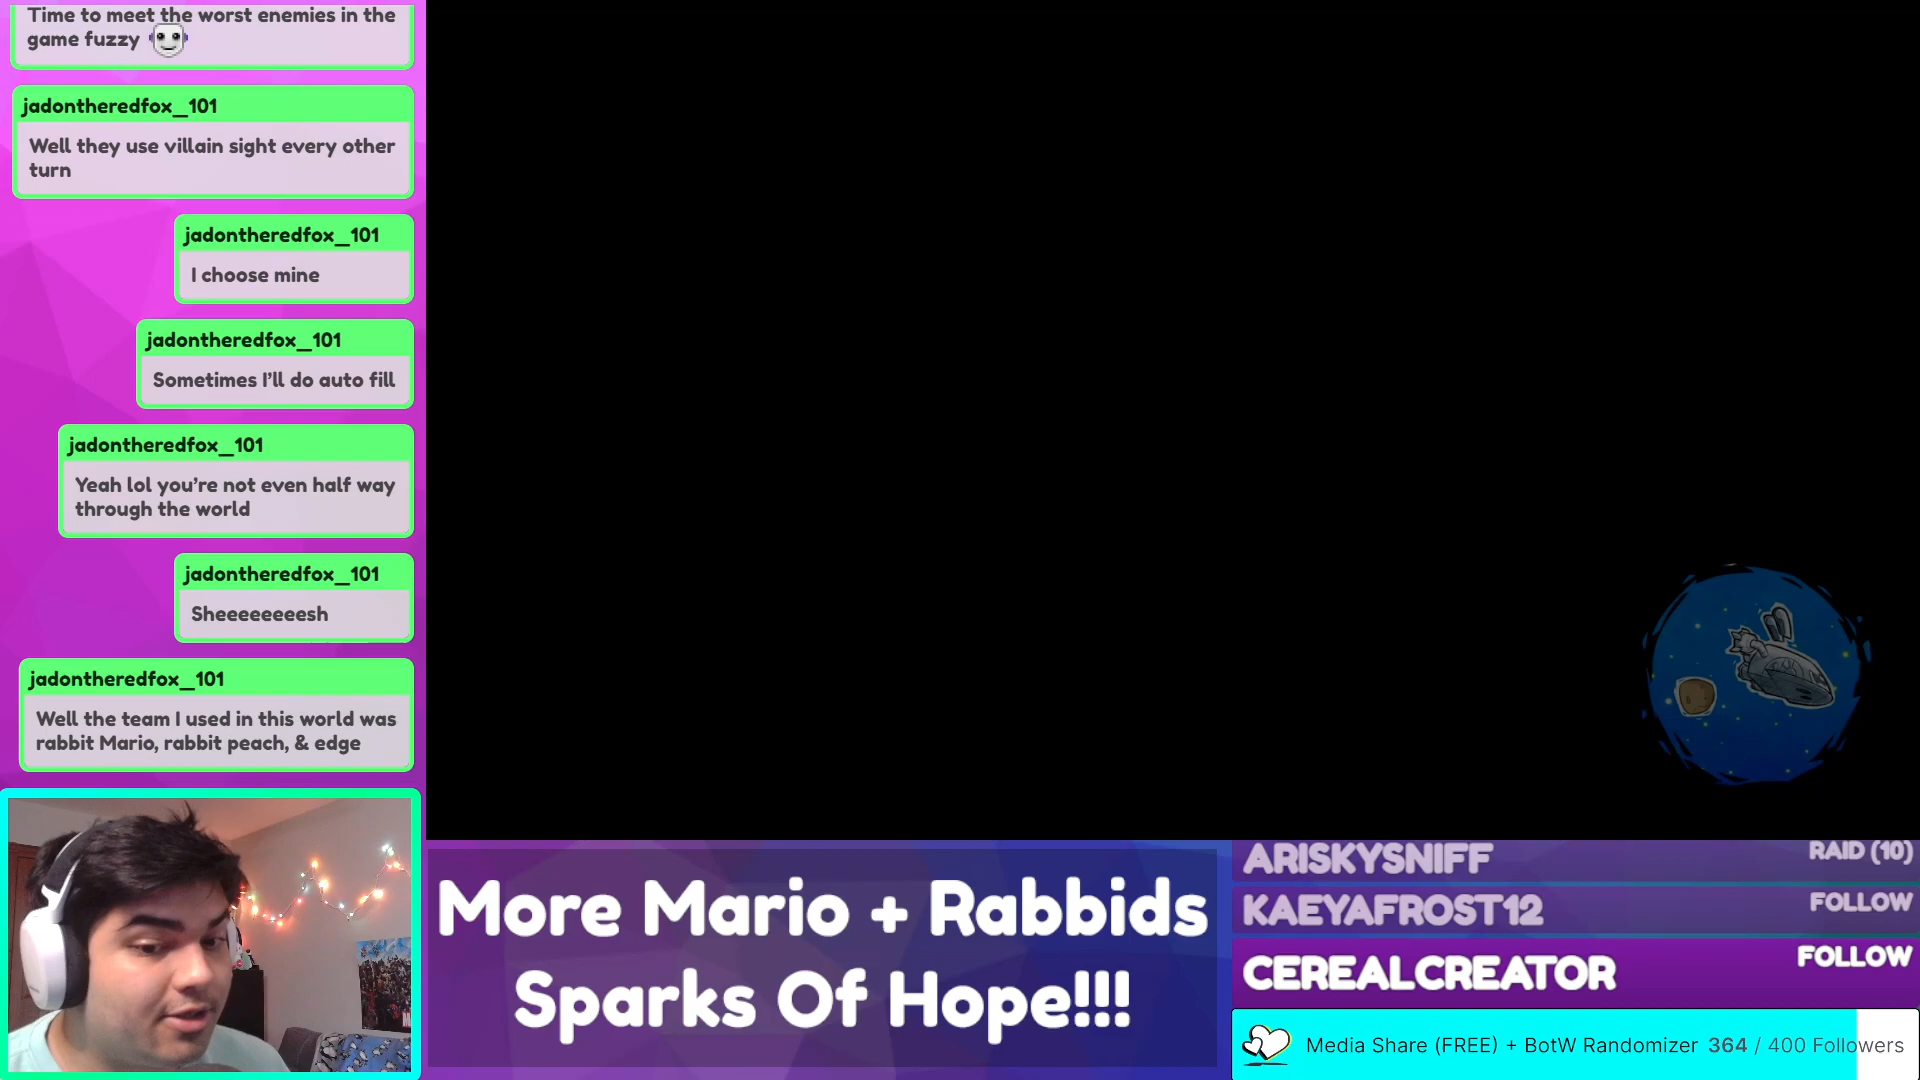 Time to meet the worst enemies in the
game fuzzy
jadontheredfox_101
Well they use villain sight every other
turn
jadontheredfox_101
I choose mine
jadontheredfox_101
Sometimes I'll do auto fill
jadontheredfox_101
Yeah lol you're not even half way
through the world
jadontheredfox_101
Sheeeeeeeesh
jadontheredfox_101
Well the team I used in this world was
rabbit Mario, rabbit peach, & edge
More Mario + Rabbids
Sparks Of Hope!!!
ARISKYSNIFF RAID (10)
KAEYAFROST12 FOLLOW
CEREALCREATOR FOLLOW
Media Share (FREE) + BotW Randomizer 364 / 400 Followers